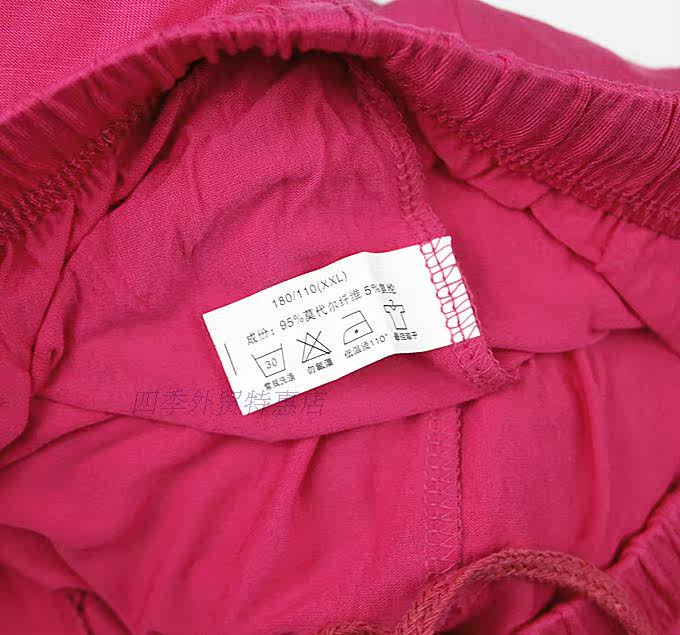 180/110(XXL)
成份：95%莫代尔纤维 5%氨纶
30
常规洗涤 勿氯漂 低温烫110° 悬挂晾干
四季外贸特惠店